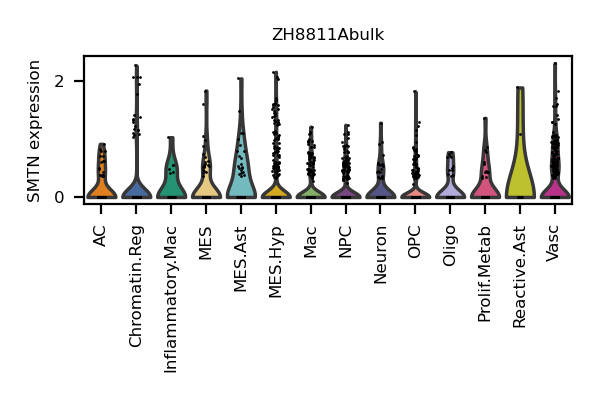 ZH8811Abulk
SMTN expression
2
0
AC
Chromatin.Reg
Inflammatory.Mac
MES
MES.Ast
MES.Hyp
Mac
NPC
Neuron
OPC
Oligo
Prolif.Metab
Reactive.Ast
Vasc